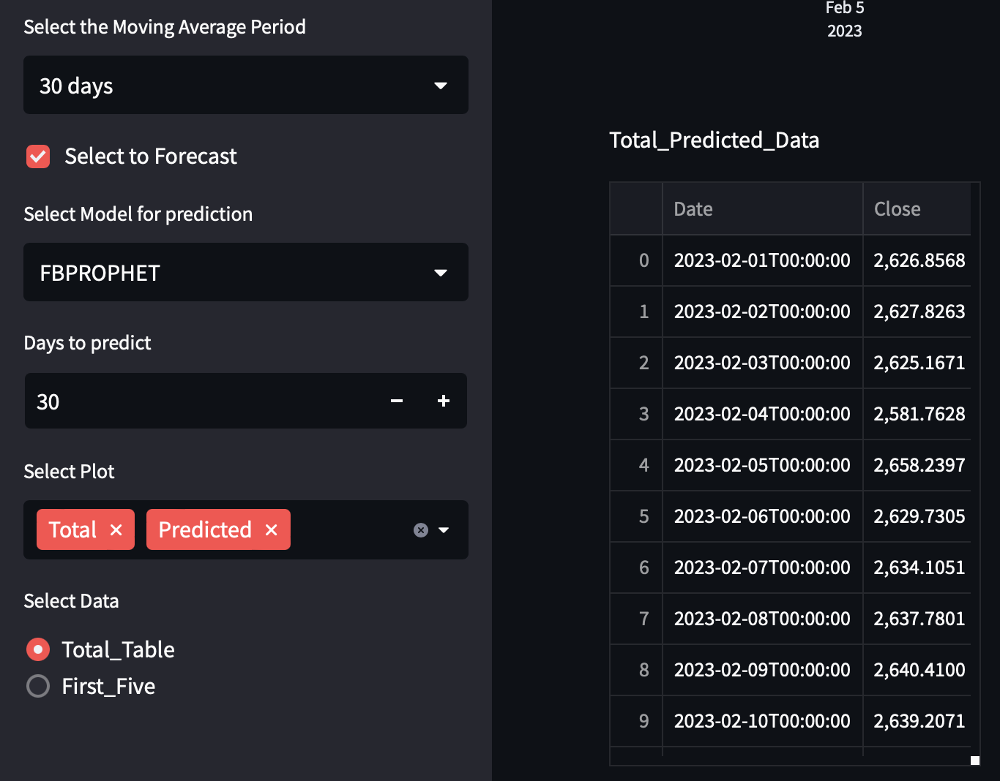 Select the Moving Average Period
30 days
Select to Forecast
Select Model for prediction
FBPROPHET
Days to predict
30
Select Plot
Total
Predicted
Select Data
Total_Table
First_Five
Feb 5
2023
Total_Predicted_Data
Date Close
0 2023-02-01T00:00:00 2,626.8568
1 2023-02-02T00:00:00 2,627.8263
2 2023-02-03T00:00:00 2,625.1671
3 2023-02-04T00:00:00 2,581.7628
4 2023-02-05T00:00:00 2,658.2397
5 2023-02-06T00:00:00 2,629.7305
6 2023-02-07T00:00:00 2,634.1051
7 2023-02-08T00:00:00 2,637.7801
8 2023-02-09T00:00:00 2,640.4100
9 2023-02-10T00:00:00 2,639.2071